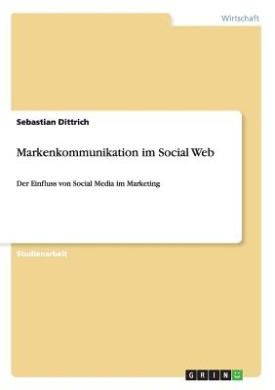 Wirtschaft
Sebastian Dittrich
Markenkommunikation im Social Web
Der Einfluss von Social Media im Marketing
Studienarbeit
GRIN